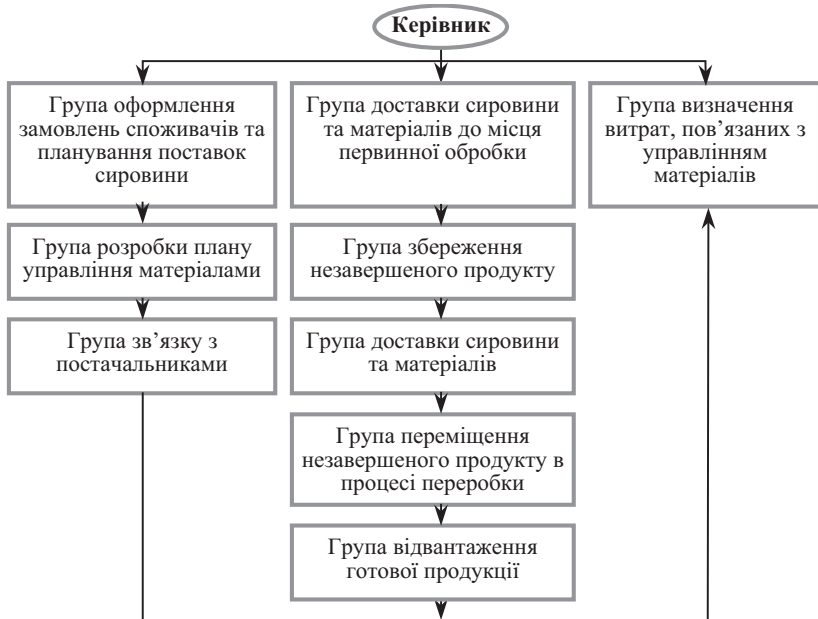 Керівник
Група оформлення
замовлень споживачів та
планування поставок
сировини
Група розробки плану
управління матеріалами
Група зв’язку з
постачальниками
Група доставки сировини
та матеріалів до місця
первинної обробки
Група збереження
незавершеного продукту
Група доставки сировини
та матеріалів
Група переміщення
незавершеного продукту в
процесі переробки
Група відвантаження
готової продукції
Група визначення
витрат, пов’язаних з
управлінням
матеріалів